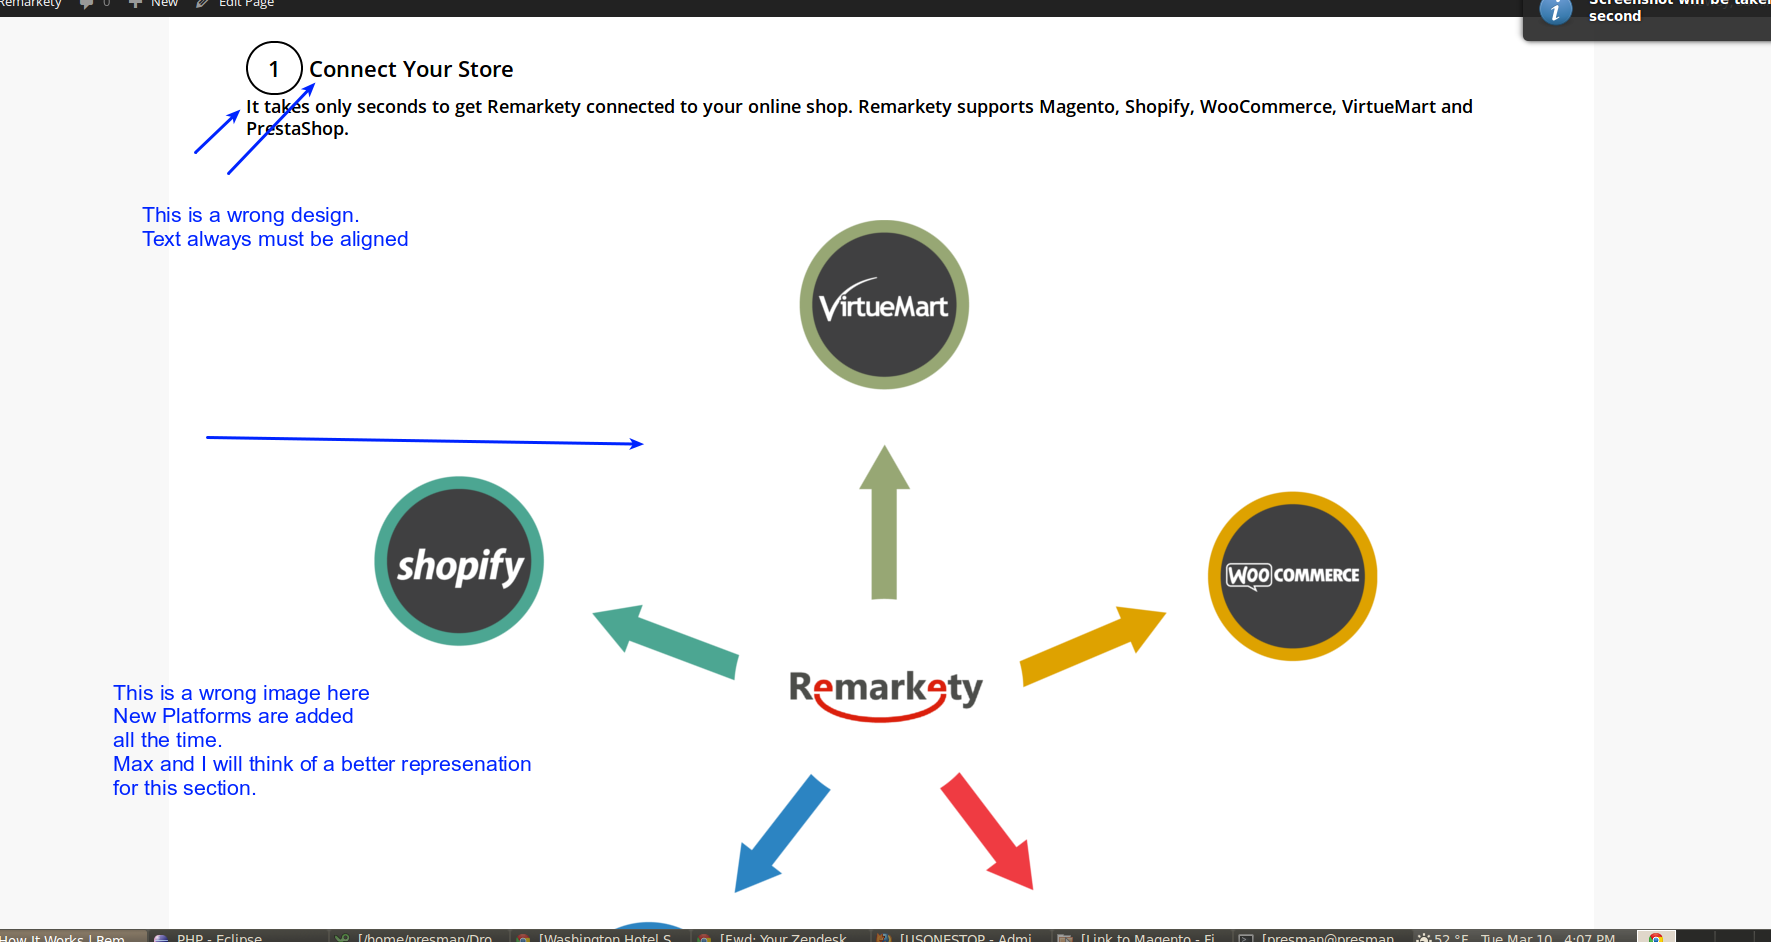 Remarkety 0 New Edit Page
Screenshot will be taken
second
1 Connect Your Store
It takes only seconds to get Remarkety connected to your online shop. Remarkety supports Magento, Shopify, WooCommerce, VirtueMart and
PrestaShop.
This is a wrong design.
Text always must be aligned
VirtueMart
shopify
WOO COMMERCE
Remarkety
This is a wrong image here
New Platforms are added
all the time.
Max and I will think of a better represenation
for this section.
How It Works | Rem
PHP - Eclipse
[/home/presman/Dro
[Washington Hotel S
[Fwd: Your Zendesk
[USONESTOP - Admi
[Link to Magento - Fi
[presman@presman
52 °F Tue Mar 10, 4:07 PM